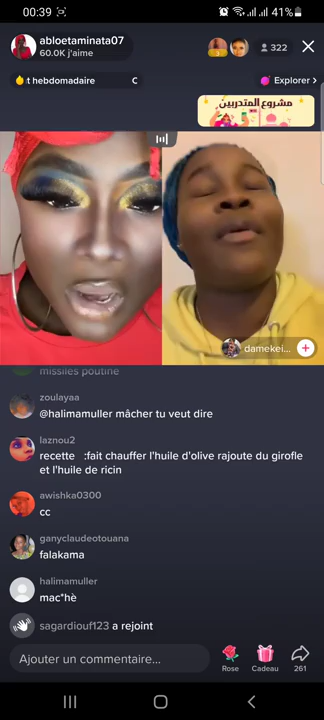 00:39
41%
abloetaminata07
60.0K j'aime
322
t hebdomadaire
C
Explorer >
مشروع المتدربين
damekei...
missiles poutine
zoulayaa
@halimamuller mâcher tu veut dire
laznou2
recette :fait chauffer l'huile d'olive rajoute du girofle
et l'huile de ricin
awishka0300
cc
ganyclaudeotouana
falakama
halimamuller
mac*hè
sagardiouf123 a rejoint
Ajouter un commentaire...
Rose
Cadeau
261